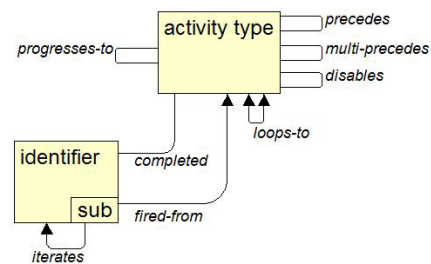 precedes
activity type
progresses-to
multi-precedes
disables
loops-to
identifier
completed
sub
fired-from
iterates